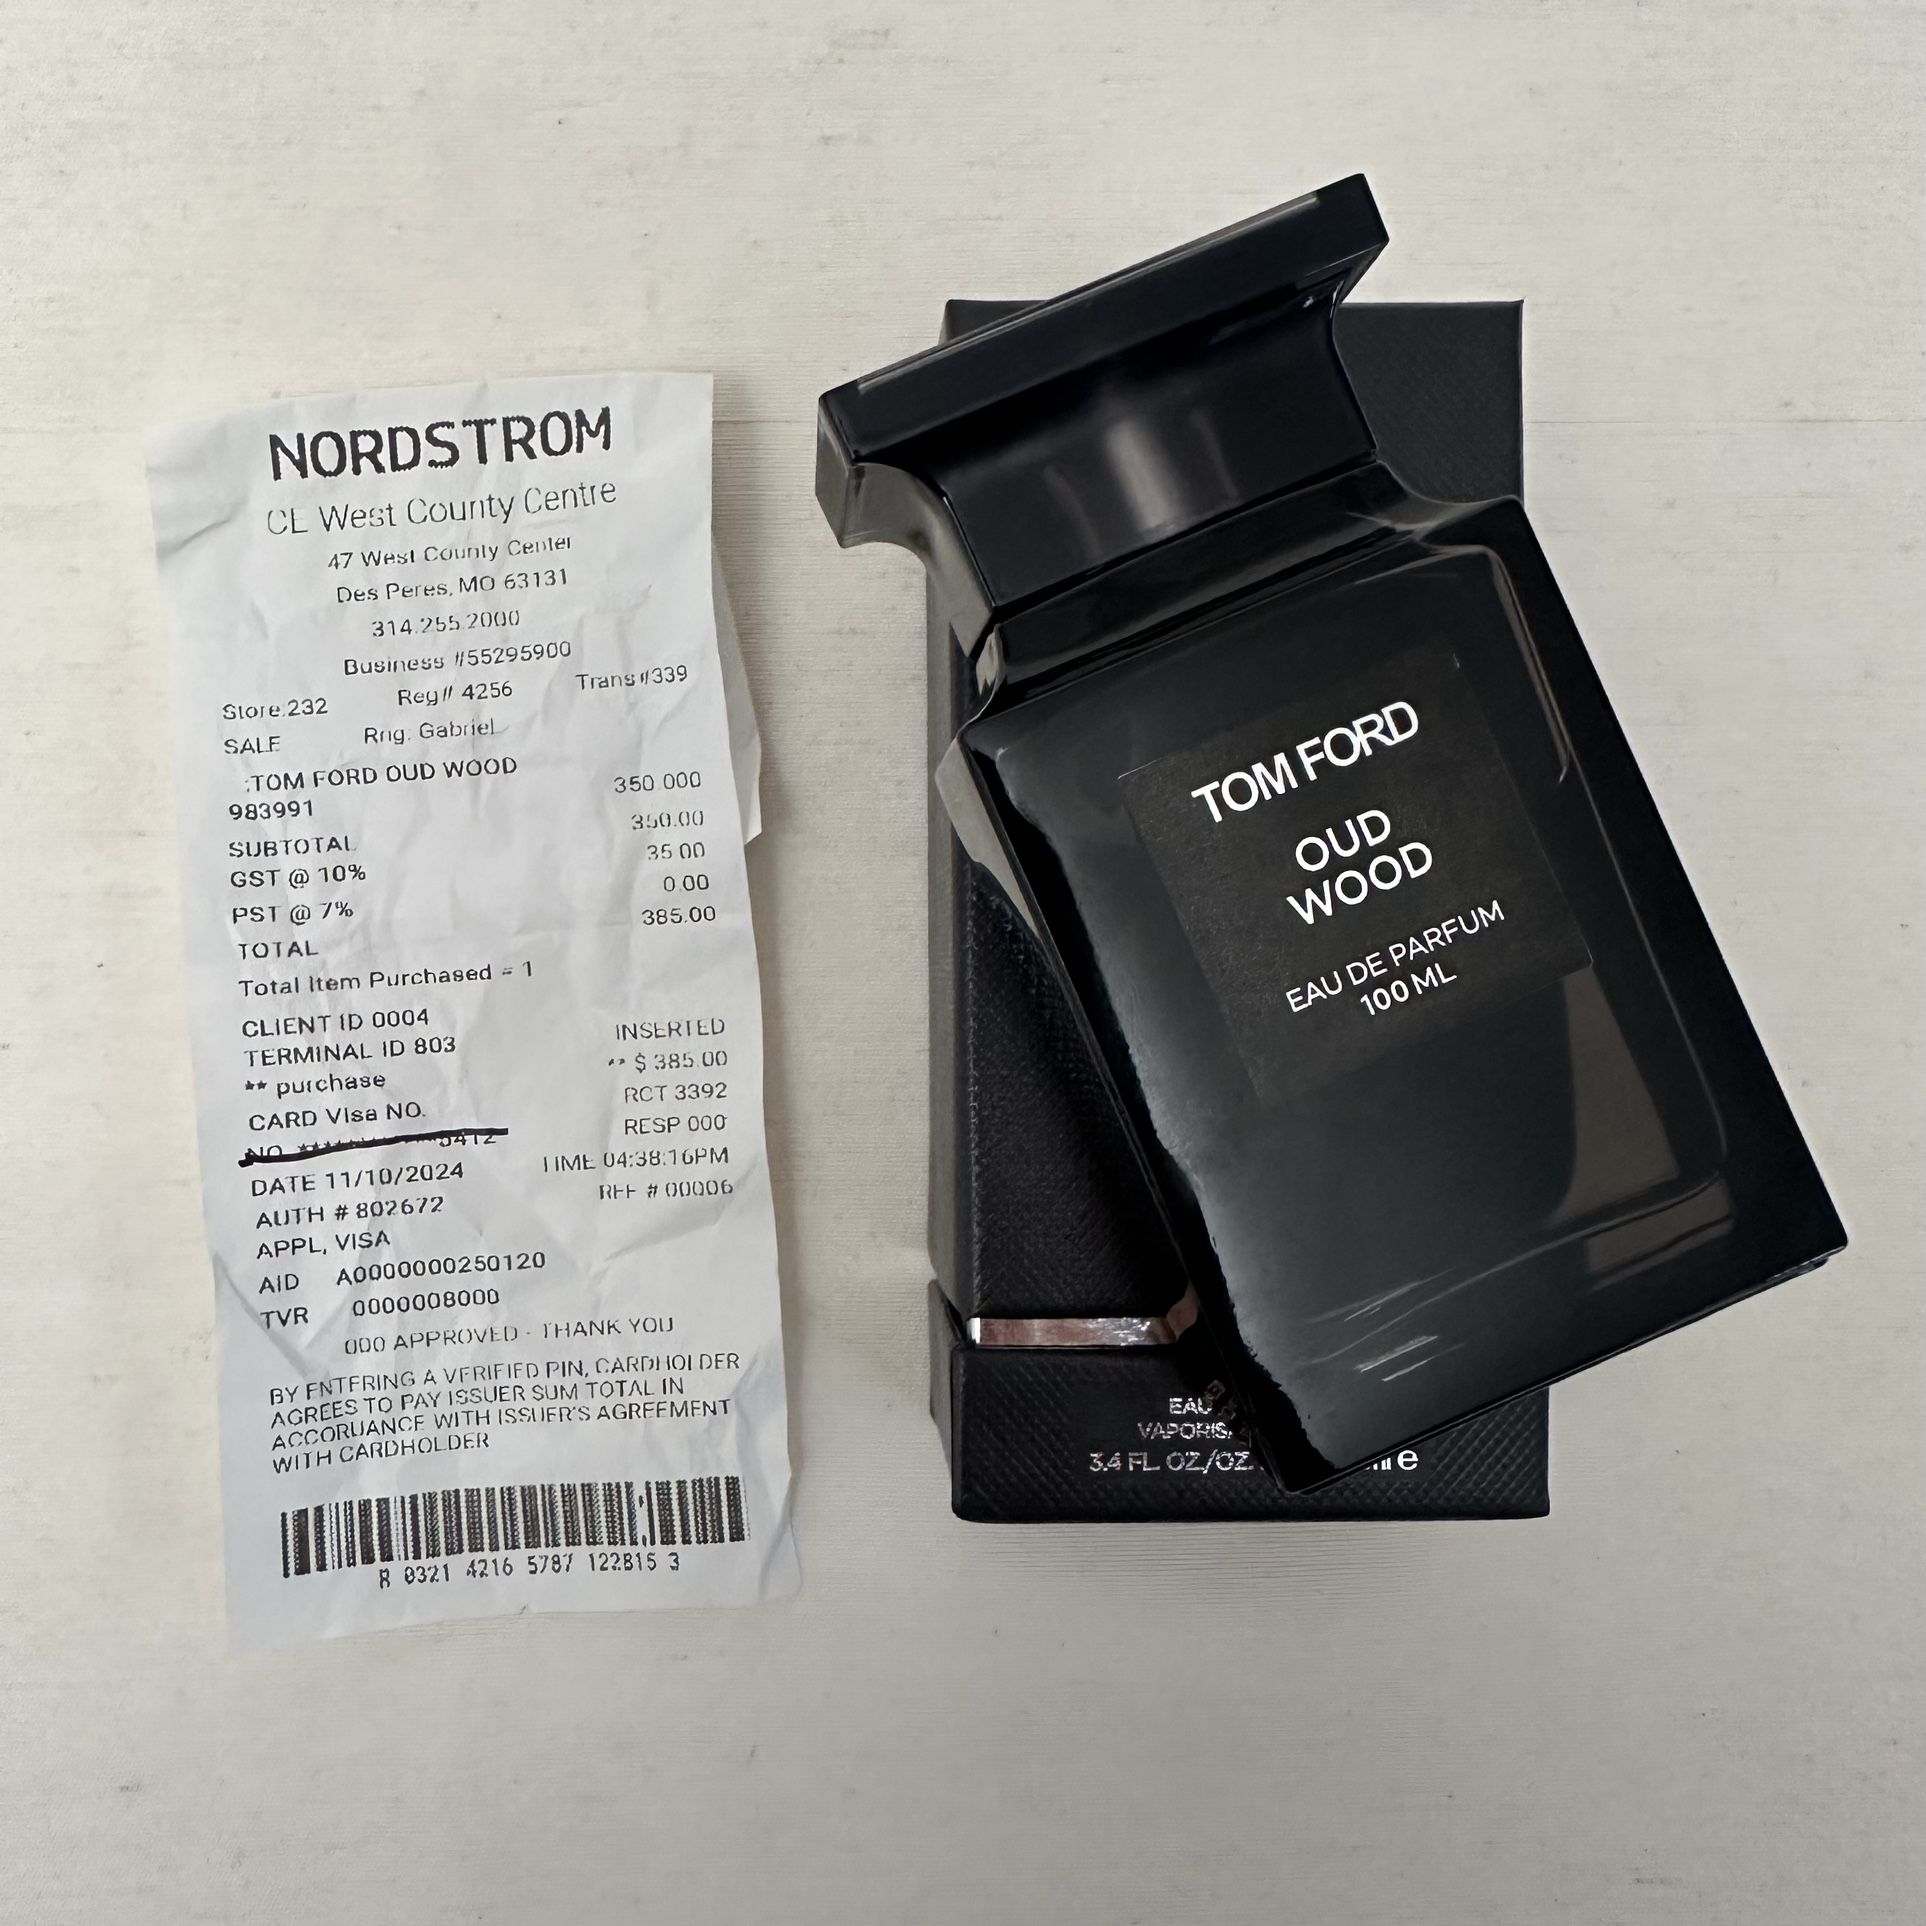 NORDSTROM
CE West County Centre
47 West County Center
Des Peres, MO 63131
314.255.2000
Business #55295900
Store:232 Reg# 4256 Trans#339
SALE Rng: Gabriel
:TOM FORD OUD WOOD 350.000
983991
SUBTOTAL 350.00
GST @ 10% 35.00
PST @ 7% 0.00
TOTAL 385.00
Total Item Purchased = 1
CLIENT ID 0004
TERMINAL ID 803 INSERTED
** purchase ** $ 385.00
CARD Visa NO. RCT 3392
NO. 5412 RESP 000
DATE 11/10/2024 TIME 04:38:16PM
AUTH # 802672 REF # 00006
APPL, VISA
AID A0000000250120
TVR 0000008000
000 APPROVED - THANK YOU
BY ENTERING A VERIFIED PIN, CARDHOLDER
AGREES TO PAY ISSUER SUM TOTAL IN
ACCORDANCE WITH ISSUER'S AGREEMENT
WITH CARDHOLDER
8 0321 4216 5787 122815 3
TOM FORD
OUD
WOOD
EAU DE PARFUM
100 ML
EAU
3.4 FL. OZ/OZ.